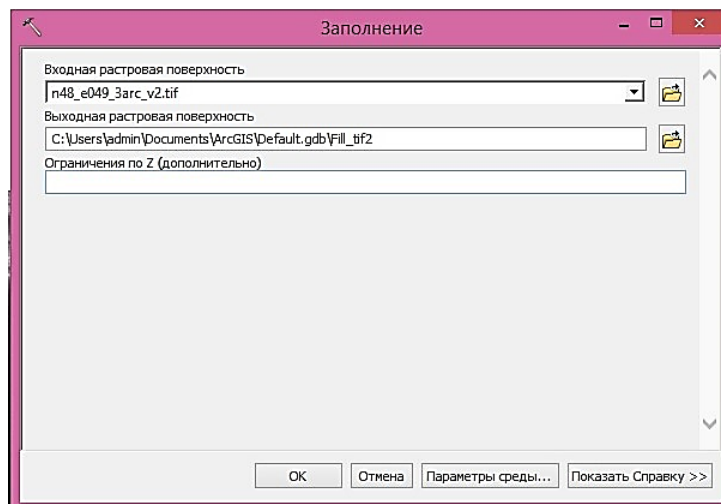 Заполнение
Входная растровая поверхность
n48_e049_3arc_v2.tif
Выходная растровая поверхность
C:\Users\admin\Documents\ArcGIS\Default.gdb\Fill_tif2
Ограничения по Z (дополнительно)
ОК Отмена Параметры среды... Показать Справку >>